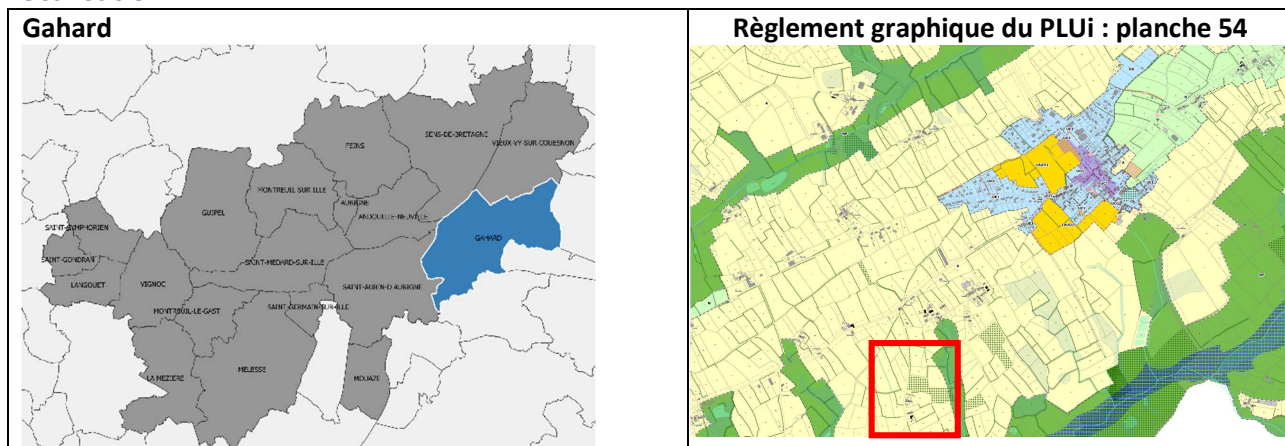 Gahard
Règlement graphique du PLUi : planche 54
SENS-DE-BRETAGNE
VIEUX-VY-SUR-COUESNON
FEINS
MONTREUIL SUR ILLE
AUBIGNE
ANDOUILLE-NEUVILLE
GUIPEL
GAHARD
SAINT-SYMPHORIEN
SAINT-GONDRAN
SAINT-MEDARD-SUR-ILLE
LANGOUET
VIGNOC
SAINT-AUBIN-D AUBIGNE
MONTREUIL-LE-GAST
SAINT-GERMAIN-SUR-ILLE
LA MEZIERE
MELESSE
MOUAZE